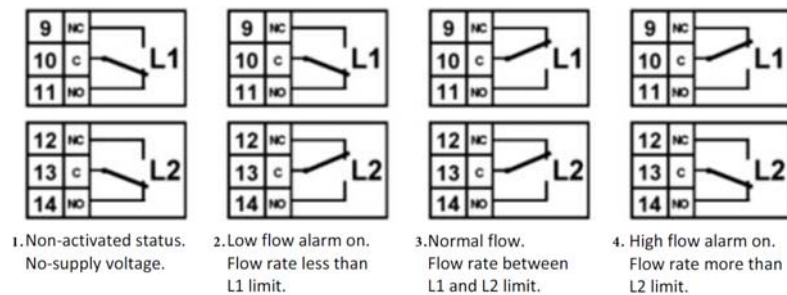 9 NC
10 C L1
11 NO
12 NC
13 C L2
14 NO
1.Non-activated status.
No-supply voltage.
9 NC
10 C L1
11 NO
12 NC
13 C L2
14 NO
2.Low flow alarm on.
Flow rate less than
L1 limit.
9 NC
10 C L1
11 NO
12 NC
13 C L2
14 NO
3.Normal flow.
Flow rate between
L1 and L2 limit.
9 NC
10 C L1
11 NO
12 NC
13 C L2
14 NO
4. High flow alarm on.
Flow rate more than
L2 limit.